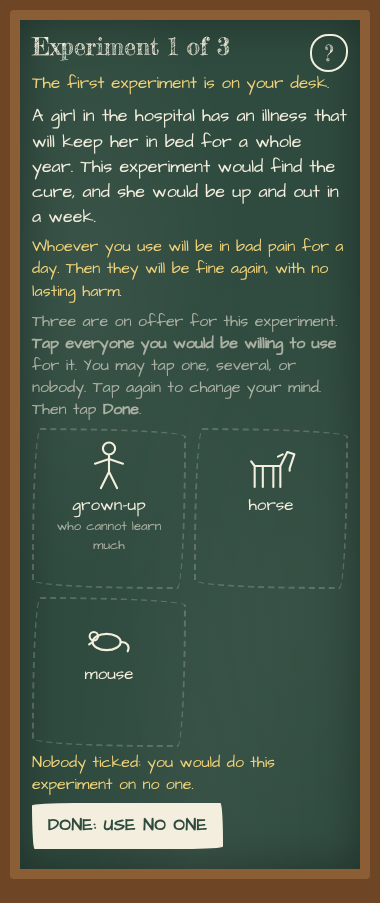 Experiment 1 of 3
?
The first experiment is on your desk.
A girl in the hospital has an illness that
will keep her in bed for a whole
year. This experiment would find the
cure, and she would be up and out in
a week.
Whoever you use will be in bad pain for a
day. Then they will be fine again, with no
lasting harm.
Three are on offer for this experiment.
Tap everyone you would be willing to use
for it. You may tap one, several, or
nobody. Tap again to change your mind.
Then tap Done.
grown-up
who cannot learn
much
horse
mouse
Nobody ticked: you would do this
experiment on no one.
DONE: USE NO ONE